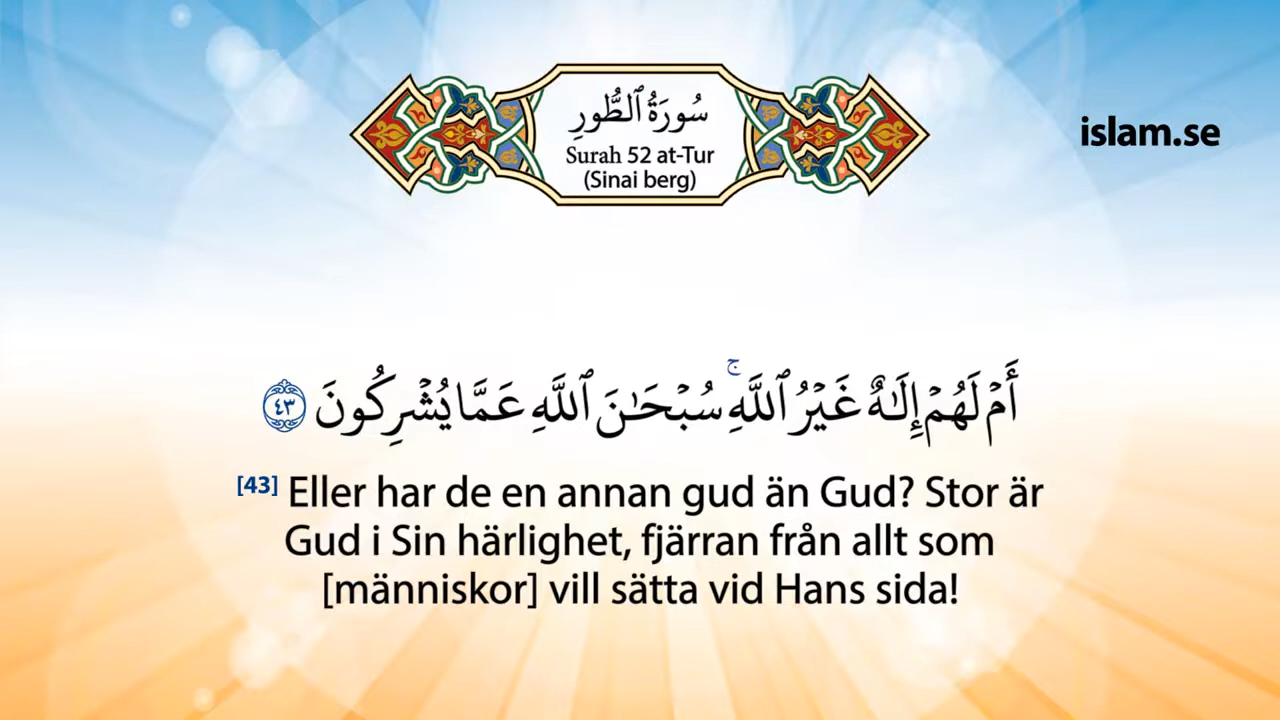 سُورَةُ ٱلطُّورِ
Surah 52 at-Tur
(Sinai berg)
islam.se
أَمْ لَهُمْ إِلَـٰهٌ غَيْرُ ٱللَّهِ ۚ سُبْحَـٰنَ ٱللَّهِ عَمَّا يُشْرِكُونَ ٤٣
[43] Eller har de en annan gud än Gud? Stor är
Gud i Sin härlighet, fjärran från allt som
[människor] vill sätta vid Hans sida!